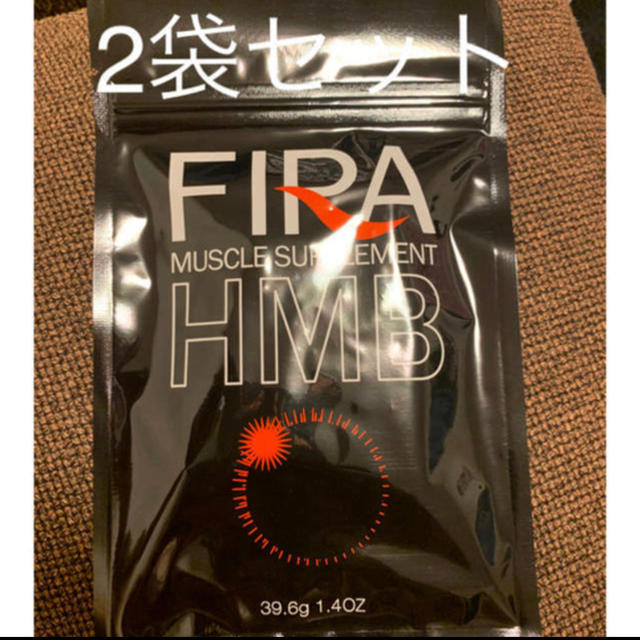 2袋セット
FIRA
MUSCLE SUPPLEMENT
HMB
39.6g 1.4OZ